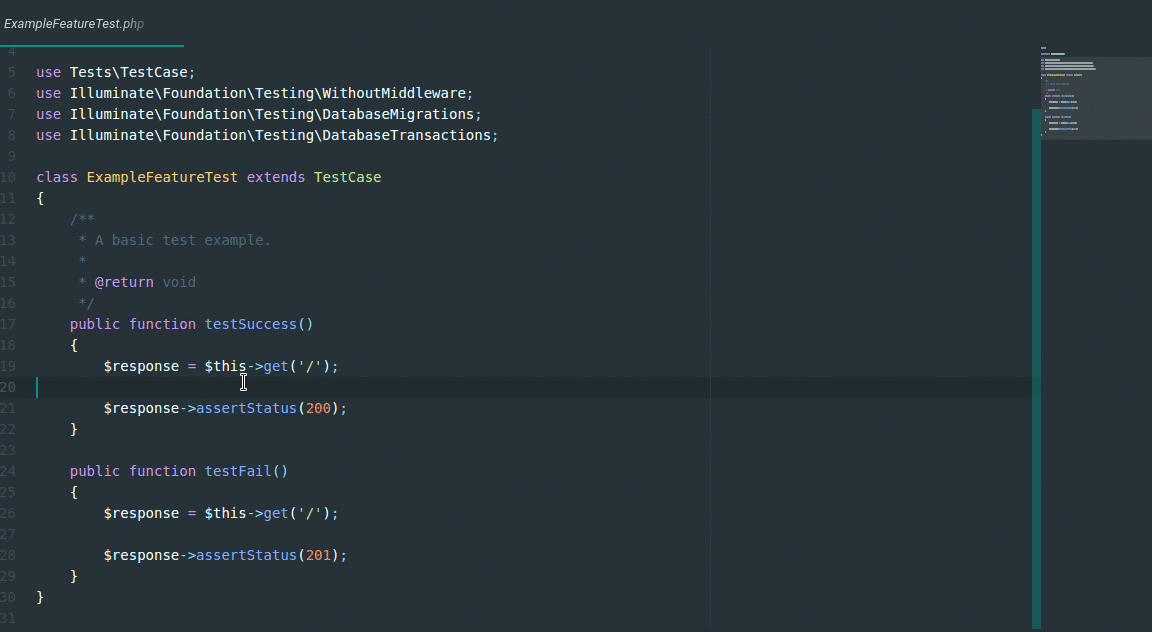 ExampleFeatureTest.php
4
5 use Tests\TestCase;
6 use Illuminate\Foundation\Testing\WithoutMiddleware;
7 use Illuminate\Foundation\Testing\DatabaseMigrations;
8 use Illuminate\Foundation\Testing\DatabaseTransactions;
9
10 class ExampleFeatureTest extends TestCase
11 {
12     /**
13      * A basic test example.
14      *
15      * @return void
16      */
17     public function testSuccess()
18     {
19         $response = $this->get('/');
20
21         $response->assertStatus(200);
22     }
23
24     public function testFail()
25     {
26         $response = $this->get('/');
27
28         $response->assertStatus(201);
29     }
30 }
31